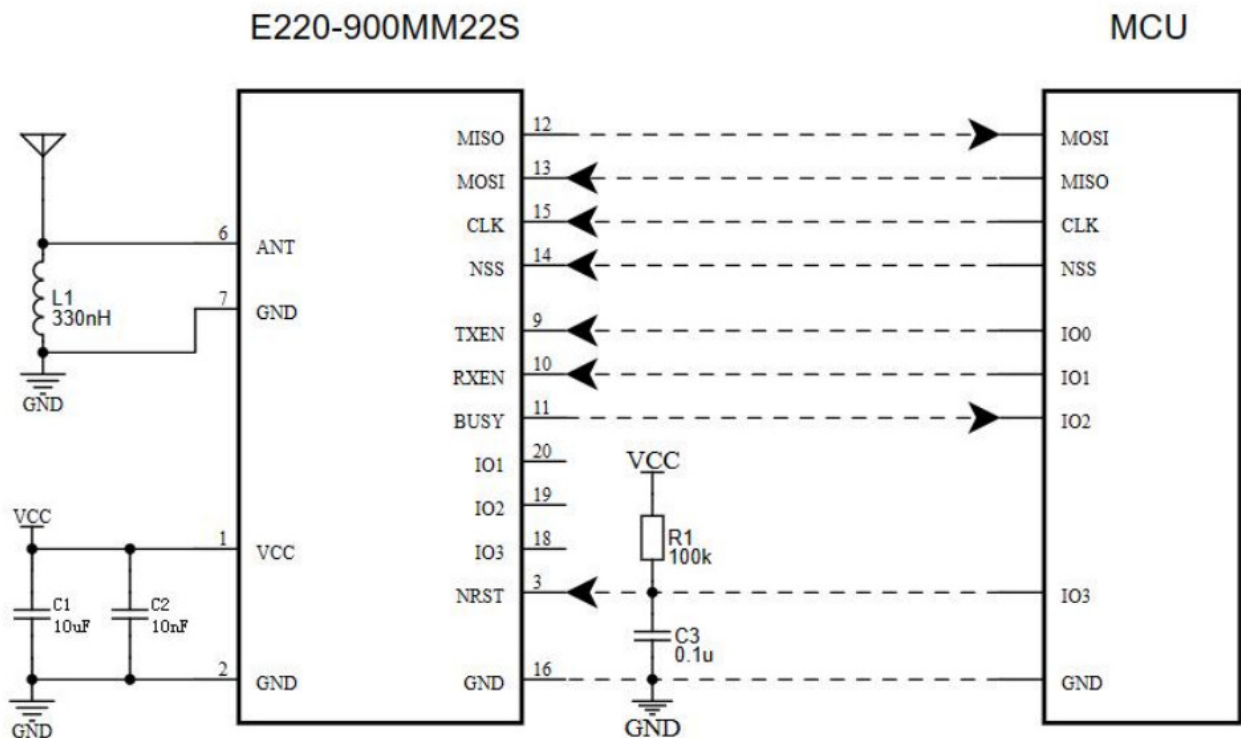 E220-900MM22S
MCU
MISO 12
MOSI
MOSI 13
MISO
CLK 15
CLK
NSS 14
NSS
6 ANT
7 GND
L1
330nH
GND
TXEN 9
IO0
RXEN 10
IO1
BUSY 11
IO2
IO1 20
IO2 19
IO3 18
VCC
R1
100k
VCC
1 VCC
C1
10uF
C2
10nF
NRST 3
IO3
C3
0.1u
2 GND
GND 16
GND
GND
GND